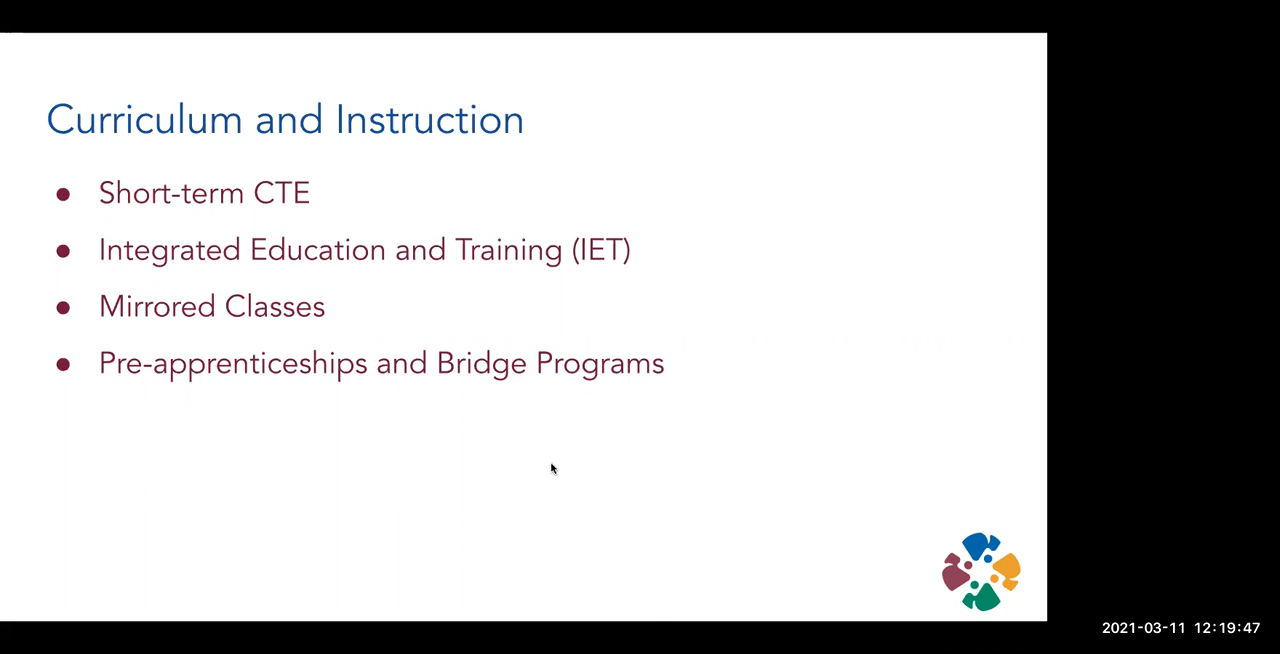 Curriculum and Instruction
● Short-term CTE
● Integrated Education and Training (IET)
● Mirrored Classes
● Pre-apprenticeships and Bridge Programs
2021-03-11 12:19:47